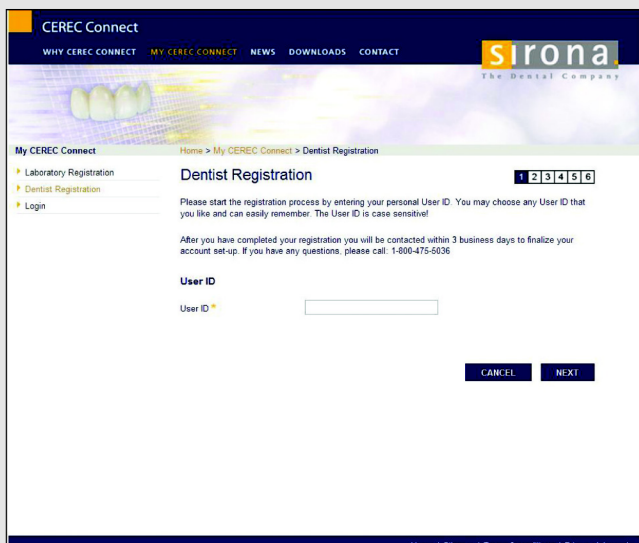 CEREC Connect
WHY CEREC CONNECT MY CEREC CONNECT NEWS DOWNLOADS CONTACT
sirona.
The Dental Company
My CEREC Connect
Home > My CEREC Connect > Dentist Registration
Laboratory Registration
Dentist Registration
Login
Dentist Registration
1 2 3 4 5 6
Please start the registration process by entering your personal User ID. You may choose any User ID that
you like and can easily remember. The User ID is case sensitive!
After you have completed your registration you will be contacted within 3 business days to finalize your
account set-up. If you have any questions, please call: 1-800-475-5036
User ID
User ID *
CANCEL NEXT